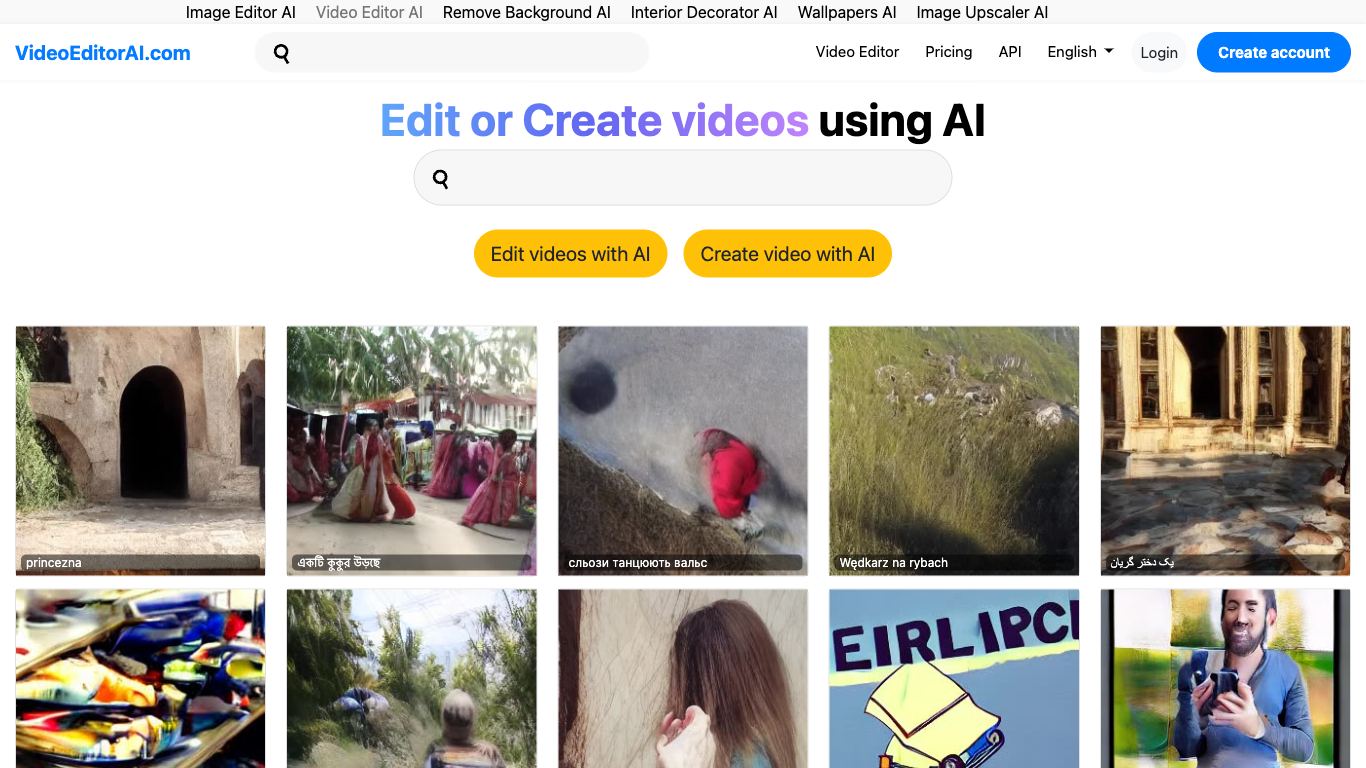 Image Editor AI Video Editor AI Remove Background AI Interior Decorator AI Wallpapers AI Image Upscaler AI
VideoEditorAI.com Video Editor Pricing API English Login Create account
Edit or Create videos using AI
Edit videos with AI Create video with AI
princezna
একটি কুকুর উড়ছে
сльози танцюють вальс
Wędkarz na rybach
یک دختر گریان
EIRLIPCI